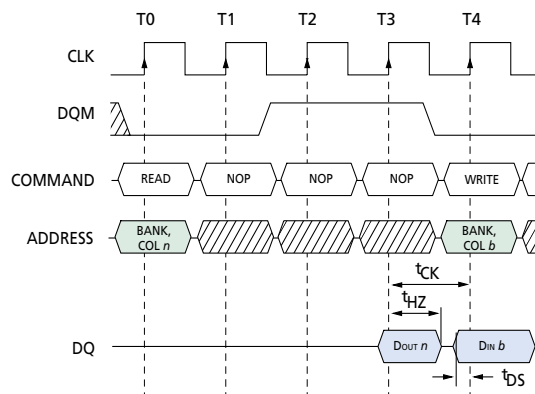 T0 T1 T2 T3 T4
CLK
DQM
COMMAND READ NOP NOP NOP WRITE
ADDRESS BANK, COL n BANK, COL b
tCK
tHZ
DQ DOUT n DIN b
tDS